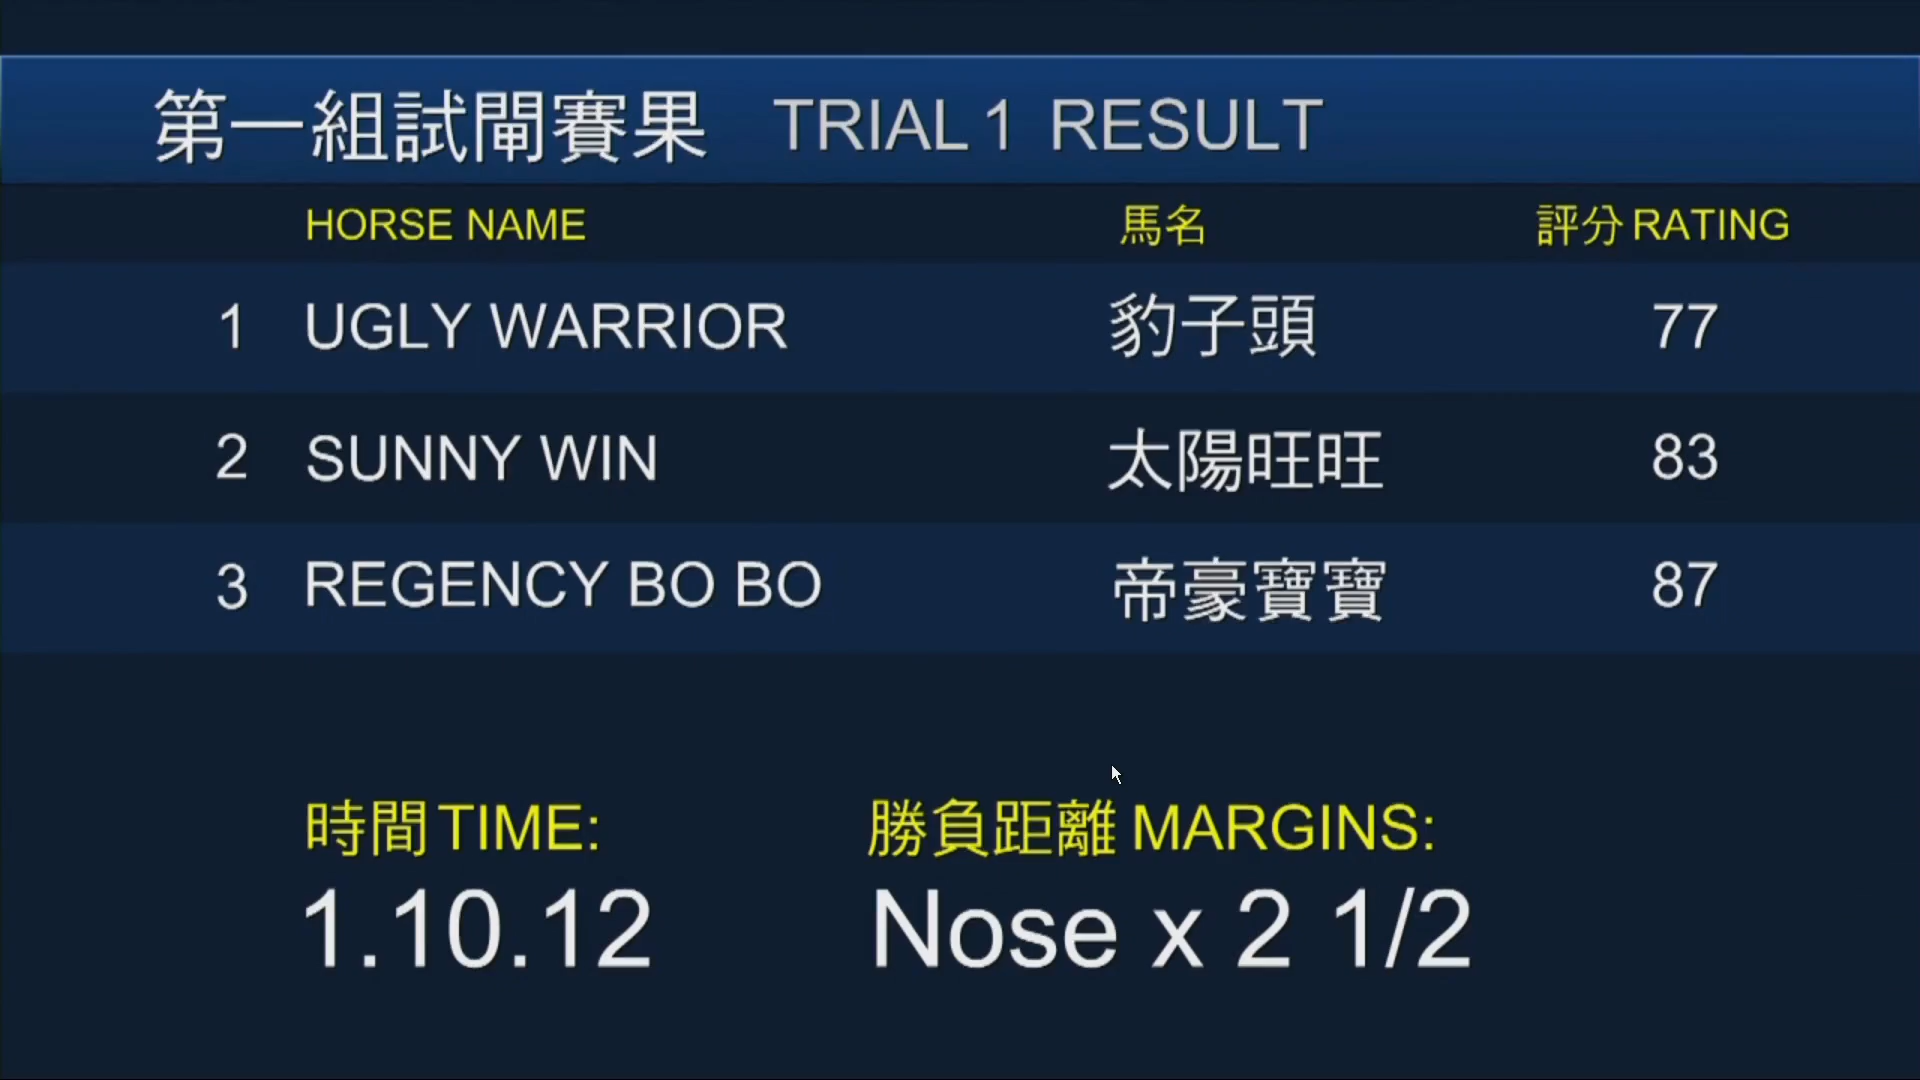 第一組試閘賽果 TRIAL 1 RESULT
HORSE NAME 馬名 評分 RATING
1 UGLY WARRIOR 豹子頭 77
2 SUNNY WIN 太陽旺旺 83
3 REGENCY BO BO 帝豪寶寶 87
時間 TIME: 勝負距離 MARGINS:
1.10.12 Nose x 2 1/2